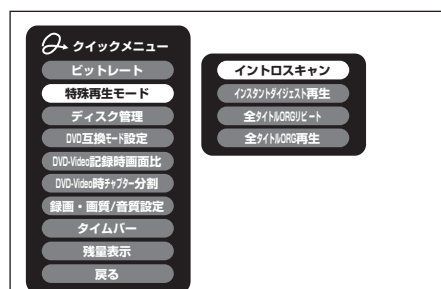 クイックメニュー
ビットレート
特殊再生モード
ディスク管理
DVD互換モード設定
DVD-Video記録時画面比
DVD-Video時チャプター分割
録画・画質/音質設定
タイムバー
残量表示
戻る
イントロスキャン
インスタントダイジェスト再生
全タイトルORGリピート
全タイトルORG再生